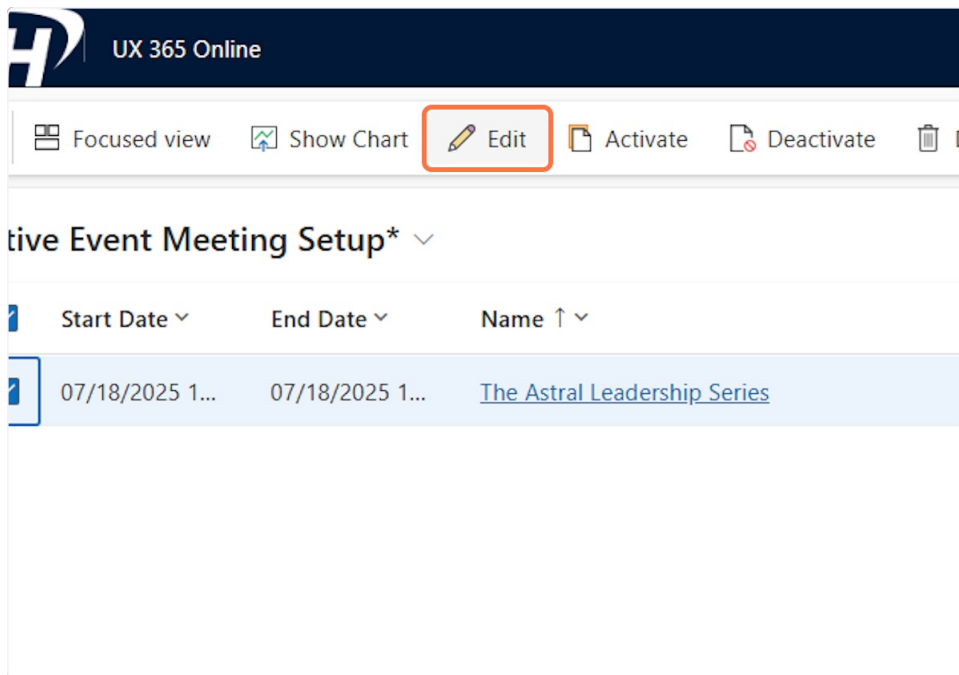 H UX 365 Online
Focused view Show Chart Edit Activate Deactivate
tive Event Meeting Setup*
Start Date End Date Name ↑
07/18/2025 1... 07/18/2025 1... The Astral Leadership Series